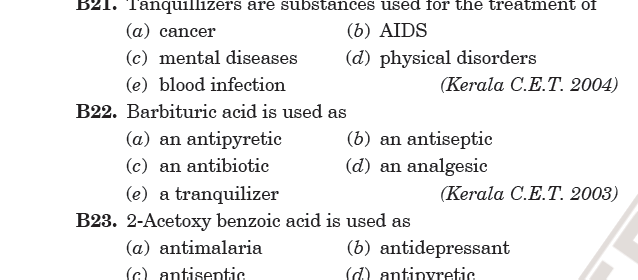 B21. Tanquillizers are substances used for the treatment of
(a) cancer (b) AIDS
(c) mental diseases (d) physical disorders
(e) blood infection (Kerala C.E.T. 2004)
B22. Barbituric acid is used as
(a) an antipyretic (b) an antiseptic
(c) an antibiotic (d) an analgesic
(e) a tranquilizer (Kerala C.E.T. 2003)
B23. 2-Acetoxy benzoic acid is used as
(a) antimalaria (b) antidepressant
(c) antiseptic (d) antipyretic